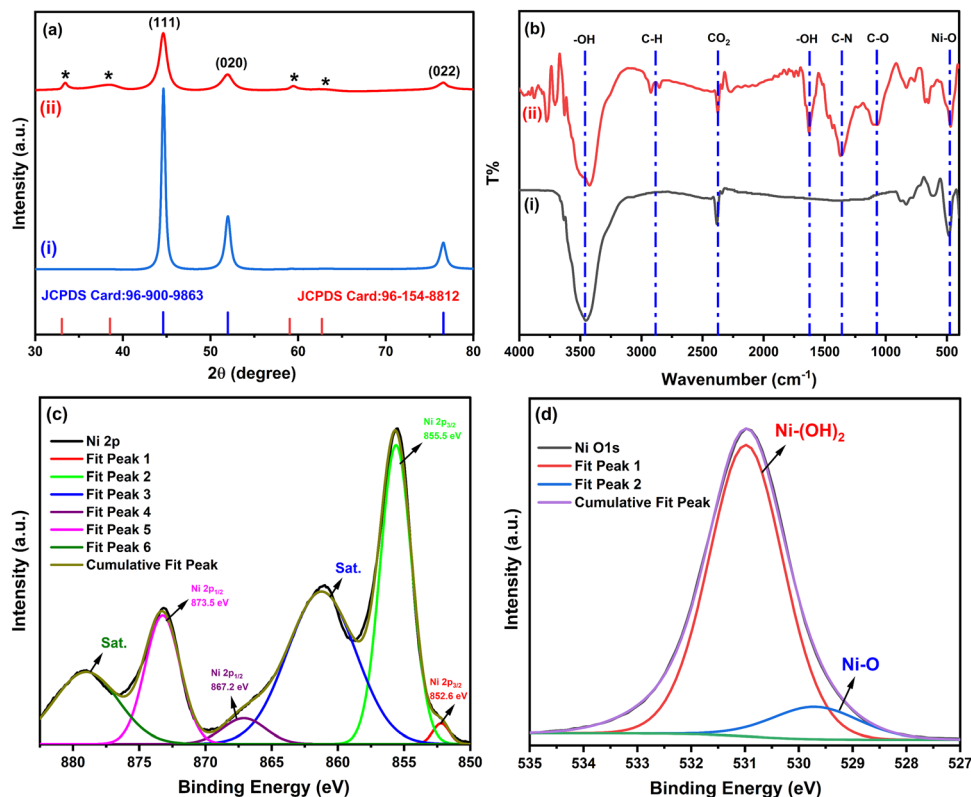 (a)
(111)
(020)
(022)
*
*
*
*
(ii)
(i)
JCPDS Card:96-900-9863
JCPDS Card:96-154-8812
Intensity (a.u.)
30
40
50
60
70
80
2θ (degree)
(b)
-OH
C-H
CO₂
-OH
C-N
C-O
Ni-O
(ii)
(i)
T%
4000
3500
3000
2500
2000
1500
1000
500
Wavenumber (cm⁻¹)
(c)
Ni 2p
Fit Peak 1
Fit Peak 2
Fit Peak 3
Fit Peak 4
Fit Peak 5
Fit Peak 6
Cumulative Fit Peak
Ni 2p₃/₂
855.5 eV
Sat.
Ni 2p₁/₂
873.5 eV
Sat.
Ni 2p₁/₂
867.2 eV
Ni 2p₃/₂
852.6 eV
Intensity (a.u.)
880
875
870
865
860
855
850
Binding Energy (eV)
(d)
Ni O1s
Fit Peak 1
Fit Peak 2
Cumulative Fit Peak
Ni-(OH)₂
Ni-O
Intensity (a.u.)
535
534
533
532
531
530
529
528
527
Binding Energy (eV)